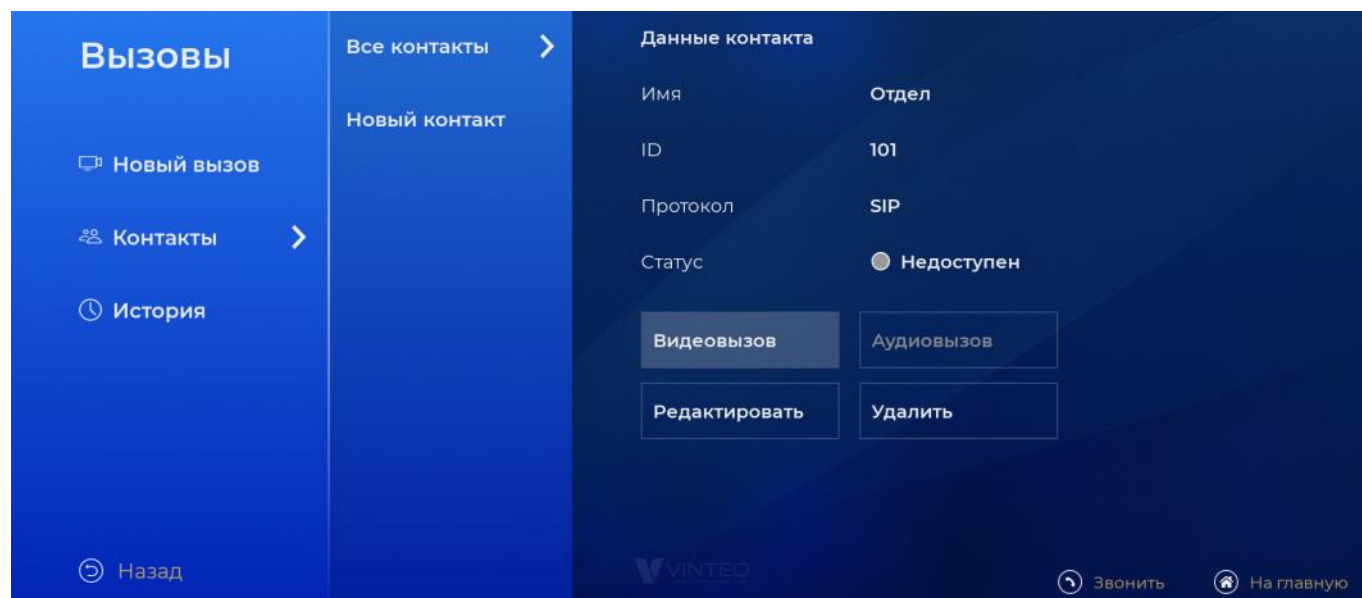 Вызовы
Новый вызов
Контакты
История
Назад
Все контакты
Новый контакт
Данные контакта
Имя Отдел
ID 101
Протокол SIP
Статус Недоступен
Видеовызов Аудиовызов
Редактировать Удалить
VINTEO
Звонить На главную